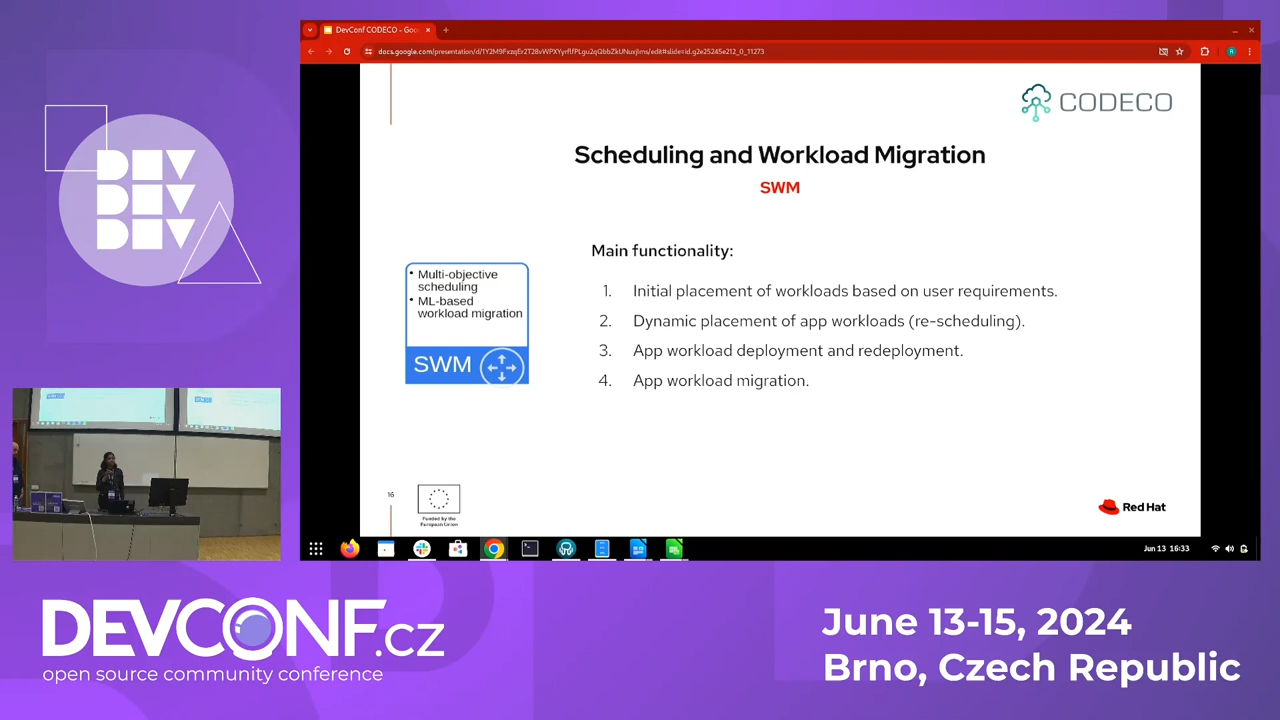 DevConf CODECO - Goo
docs.google.com/presentation/d/1Y2M9FxzqEr2T28vWPXYyrflfPLgu2qQbbZkUNuxjlms/edit#slide=id.g2e25245e212_0_11273
DEV
DEV
DEV
CODECO
Scheduling and Workload Migration
SWM
Main functionality:
1. Initial placement of workloads based on user requirements.
2. Dynamic placement of app workloads (re-scheduling).
3. App workload deployment and redeployment.
4. App workload migration.
• Multi-objective
scheduling
• ML-based
workload migration
SWM
16
Funded by the
European Union
Red Hat
Jun 13 16:33
DEVCONF.cz
open source community conference
June 13-15, 2024
Brno, Czech Republic